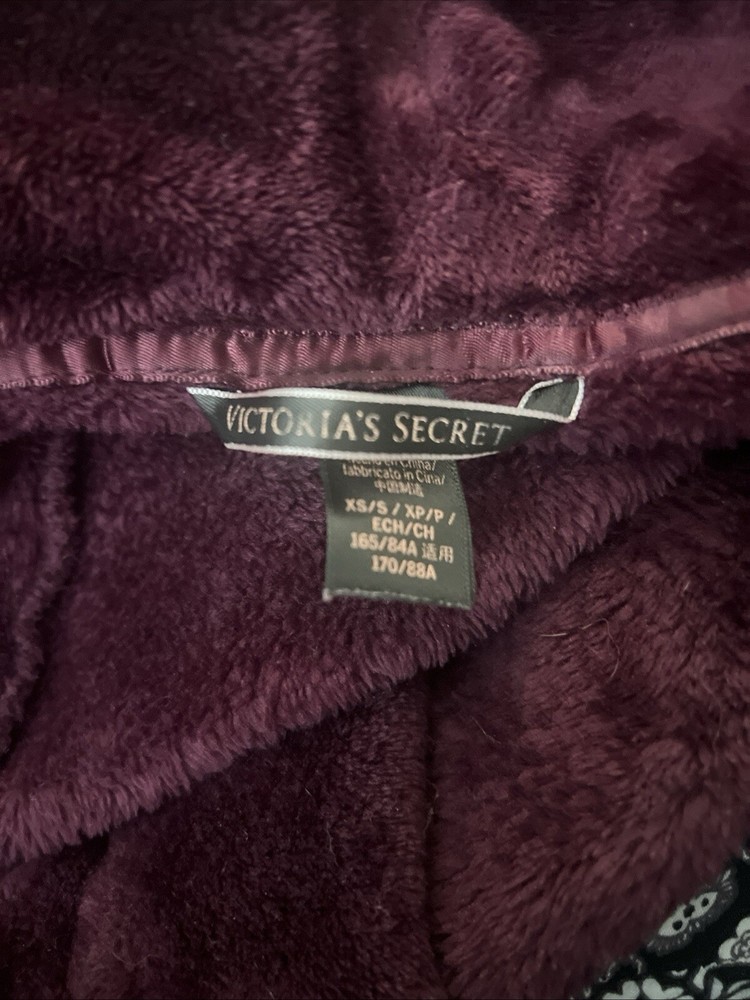 VICTORIA'S SECRET
fabbricato in Cina/
中国制造
XS/S / XP/P /
ECH/CH
165/84A 适用
170/88A